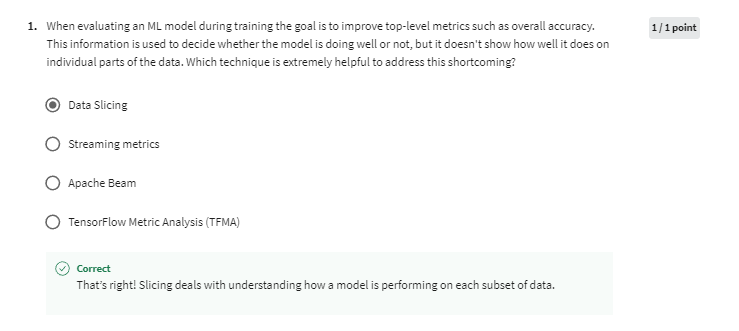 1. When evaluating an ML model during training the goal is to improve top-level metrics such as overall accuracy.
1 / 1 point
This information is used to decide whether the model is doing well or not, but it doesn't show how well it does on
individual parts of the data. Which technique is extremely helpful to address this shortcoming?
Data Slicing
Streaming metrics
Apache Beam
TensorFlow Metric Analysis (TFMA)
Correct
That's right! Slicing deals with understanding how a model is performing on each subset of data.